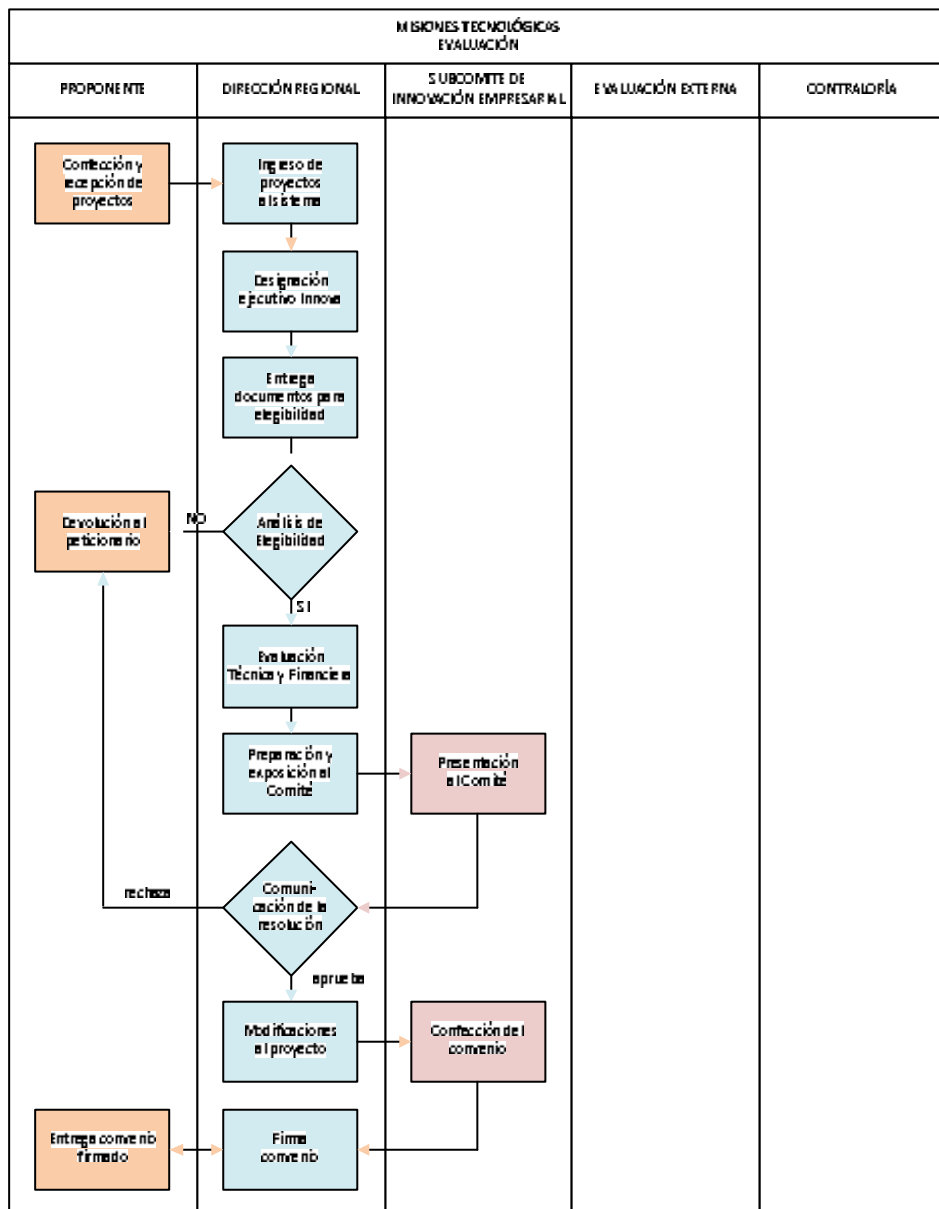 MISIONES TECNOLÓGICAS
EVALUACIÓN
PROPONENTE
DIRECCIÓN REGIONAL
SUBCOMITE DE
INNOVACIÓN EMPRESARIAL
EVALUACIÓN EXTERNA
CONTRALORÍA
Confección y
recepción de
proyectos
Ingreso de
proyectos
al sistema
Designación
ejecutivo Innova
Entrega
documentos para
elegibilidad
Devolución al
peticionario
NO
Análisis de
Elegibilidad
SI
Evaluación
Técnica y Financiera
Preparación y
exposición al
Comité
Presentación
al Comité
rechaza
Comuni-
cación de la
resolución
aprueba
Modificaciones
al proyecto
Confección del
convenio
Entrega convenio
firmado
Firma
convenio